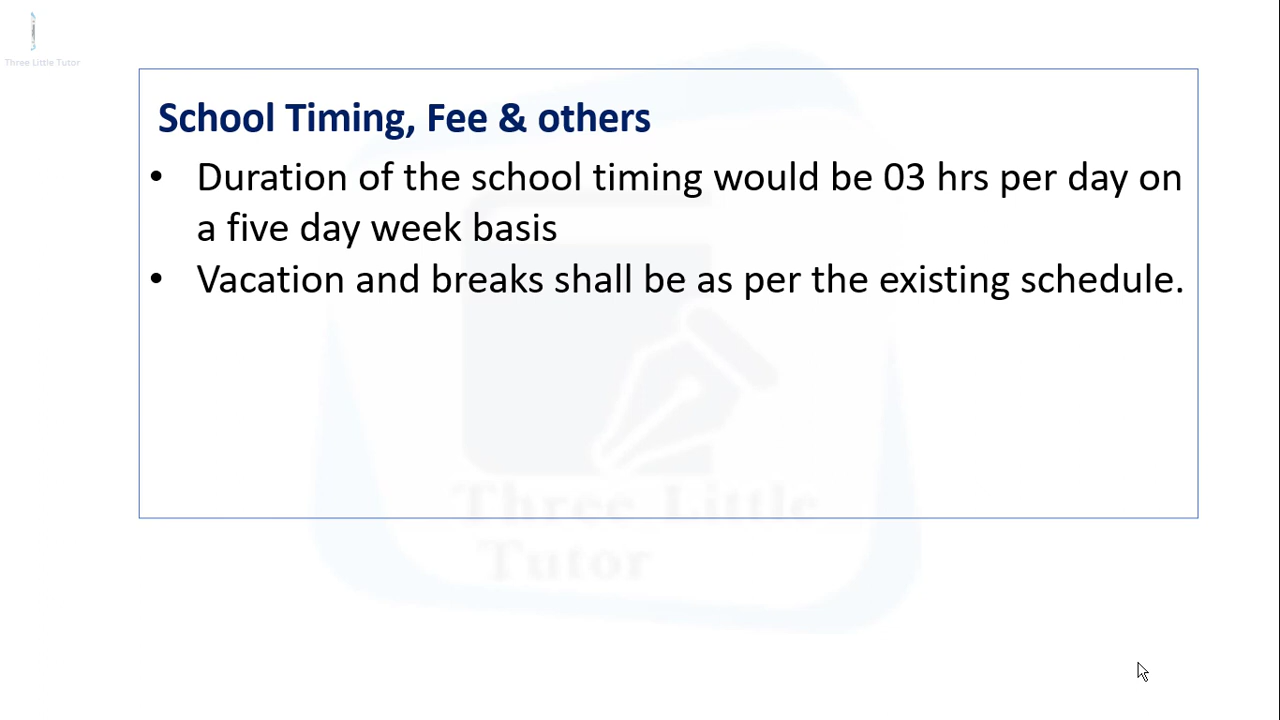 Three Little Tutor
School Timing, Fee & others
• Duration of the school timing would be 03 hrs per day on
a five day week basis
• Vacation and breaks shall be as per the existing schedule.
Three Little
Tutor